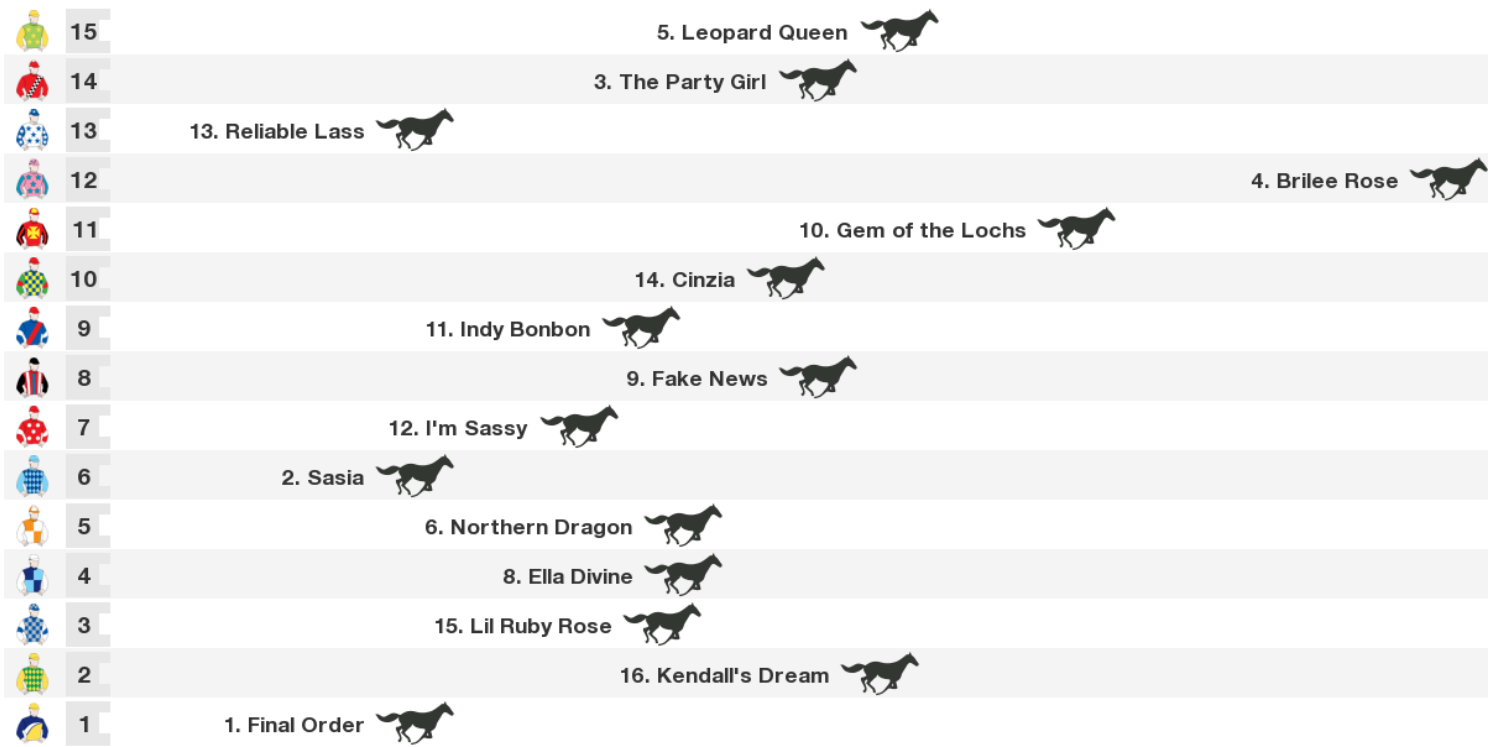 15 5. Leopard Queen
14 3. The Party Girl
13 13. Reliable Lass
12 4. Brilee Rose
11 10. Gem of the Lochs
10 14. Cinzia
9 11. Indy Bonbon
8 9. Fake News
7 12. I'm Sassy
6 2. Sasia
5 6. Northern Dragon
4 8. Ella Divine
3 15. Lil Ruby Rose
2 16. Kendall's Dream
1 1. Final Order